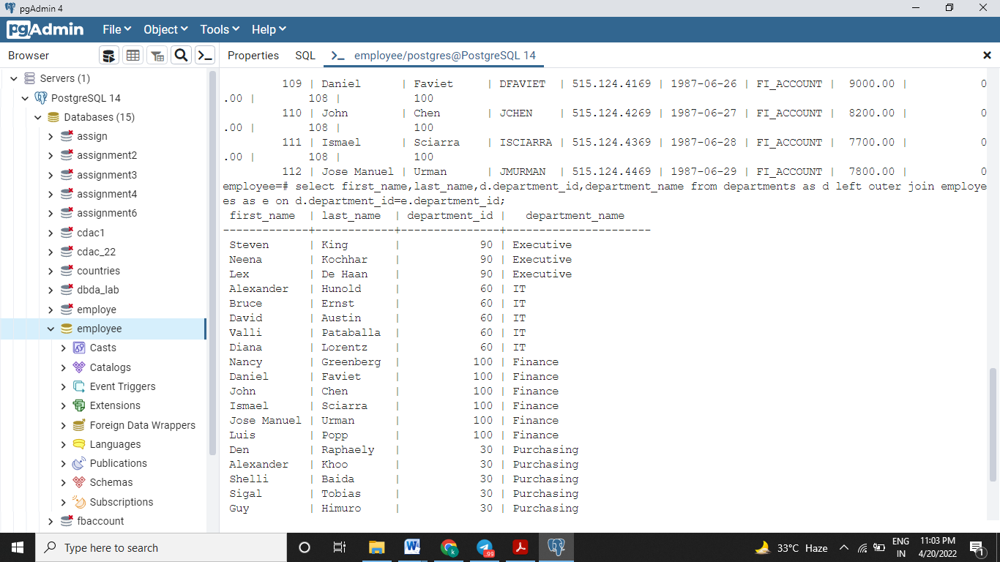 pgAdmin 4
pgAdmin File Object Tools Help
Browser
Properties SQL employee/postgres@PostgreSQL 14
Servers (1)
PostgreSQL 14
Databases (15)
assign
assignment2
assignment3
assignment4
assignment6
cdac1
cdac_22
countries
dbda_lab
employe
employee
Casts
Catalogs
Event Triggers
Extensions
Foreign Data Wrappers
Languages
Publications
Schemas
Subscriptions
fbaccount
109 | Daniel | Faviet | DFAVIET | 515.124.4169 | 1987-06-26 | FI_ACCOUNT | 9000.00 | 0
.00 | 108 | 100
110 | John | Chen | JCHEN | 515.124.4269 | 1987-06-27 | FI_ACCOUNT | 8200.00 | 0
.00 | 108 | 100
111 | Ismael | Sciarra | ISCIARRA | 515.124.4369 | 1987-06-28 | FI_ACCOUNT | 7700.00 | 0
.00 | 108 | 100
112 | Jose Manuel | Urman | JMURMAN | 515.124.4469 | 1987-06-29 | FI_ACCOUNT | 7800.00 | 0
employee=# select first_name,last_name,d.department_id,department_name from departments as d left outer join employe
es as e on d.department_id=e.department_id;
first_name | last_name | department_id | department_name
-------------+------------+---------------+----------------------
Steven | King | 90 | Executive
Neena | Kochhar | 90 | Executive
Lex | De Haan | 90 | Executive
Alexander | Hunold | 60 | IT
Bruce | Ernst | 60 | IT
David | Austin | 60 | IT
Valli | Pataballa | 60 | IT
Diana | Lorentz | 60 | IT
Nancy | Greenberg | 100 | Finance
Daniel | Faviet | 100 | Finance
John | Chen | 100 | Finance
Ismael | Sciarra | 100 | Finance
Jose Manuel | Urman | 100 | Finance
Luis | Popp | 100 | Finance
Den | Raphaely | 30 | Purchasing
Alexander | Khoo | 30 | Purchasing
Shelli | Baida | 30 | Purchasing
Sigal | Tobias | 30 | Purchasing
Guy | Himuro | 30 | Purchasing
Type here to search
33°C Haze
ENG
IN
11:03 PM
4/20/2022
1